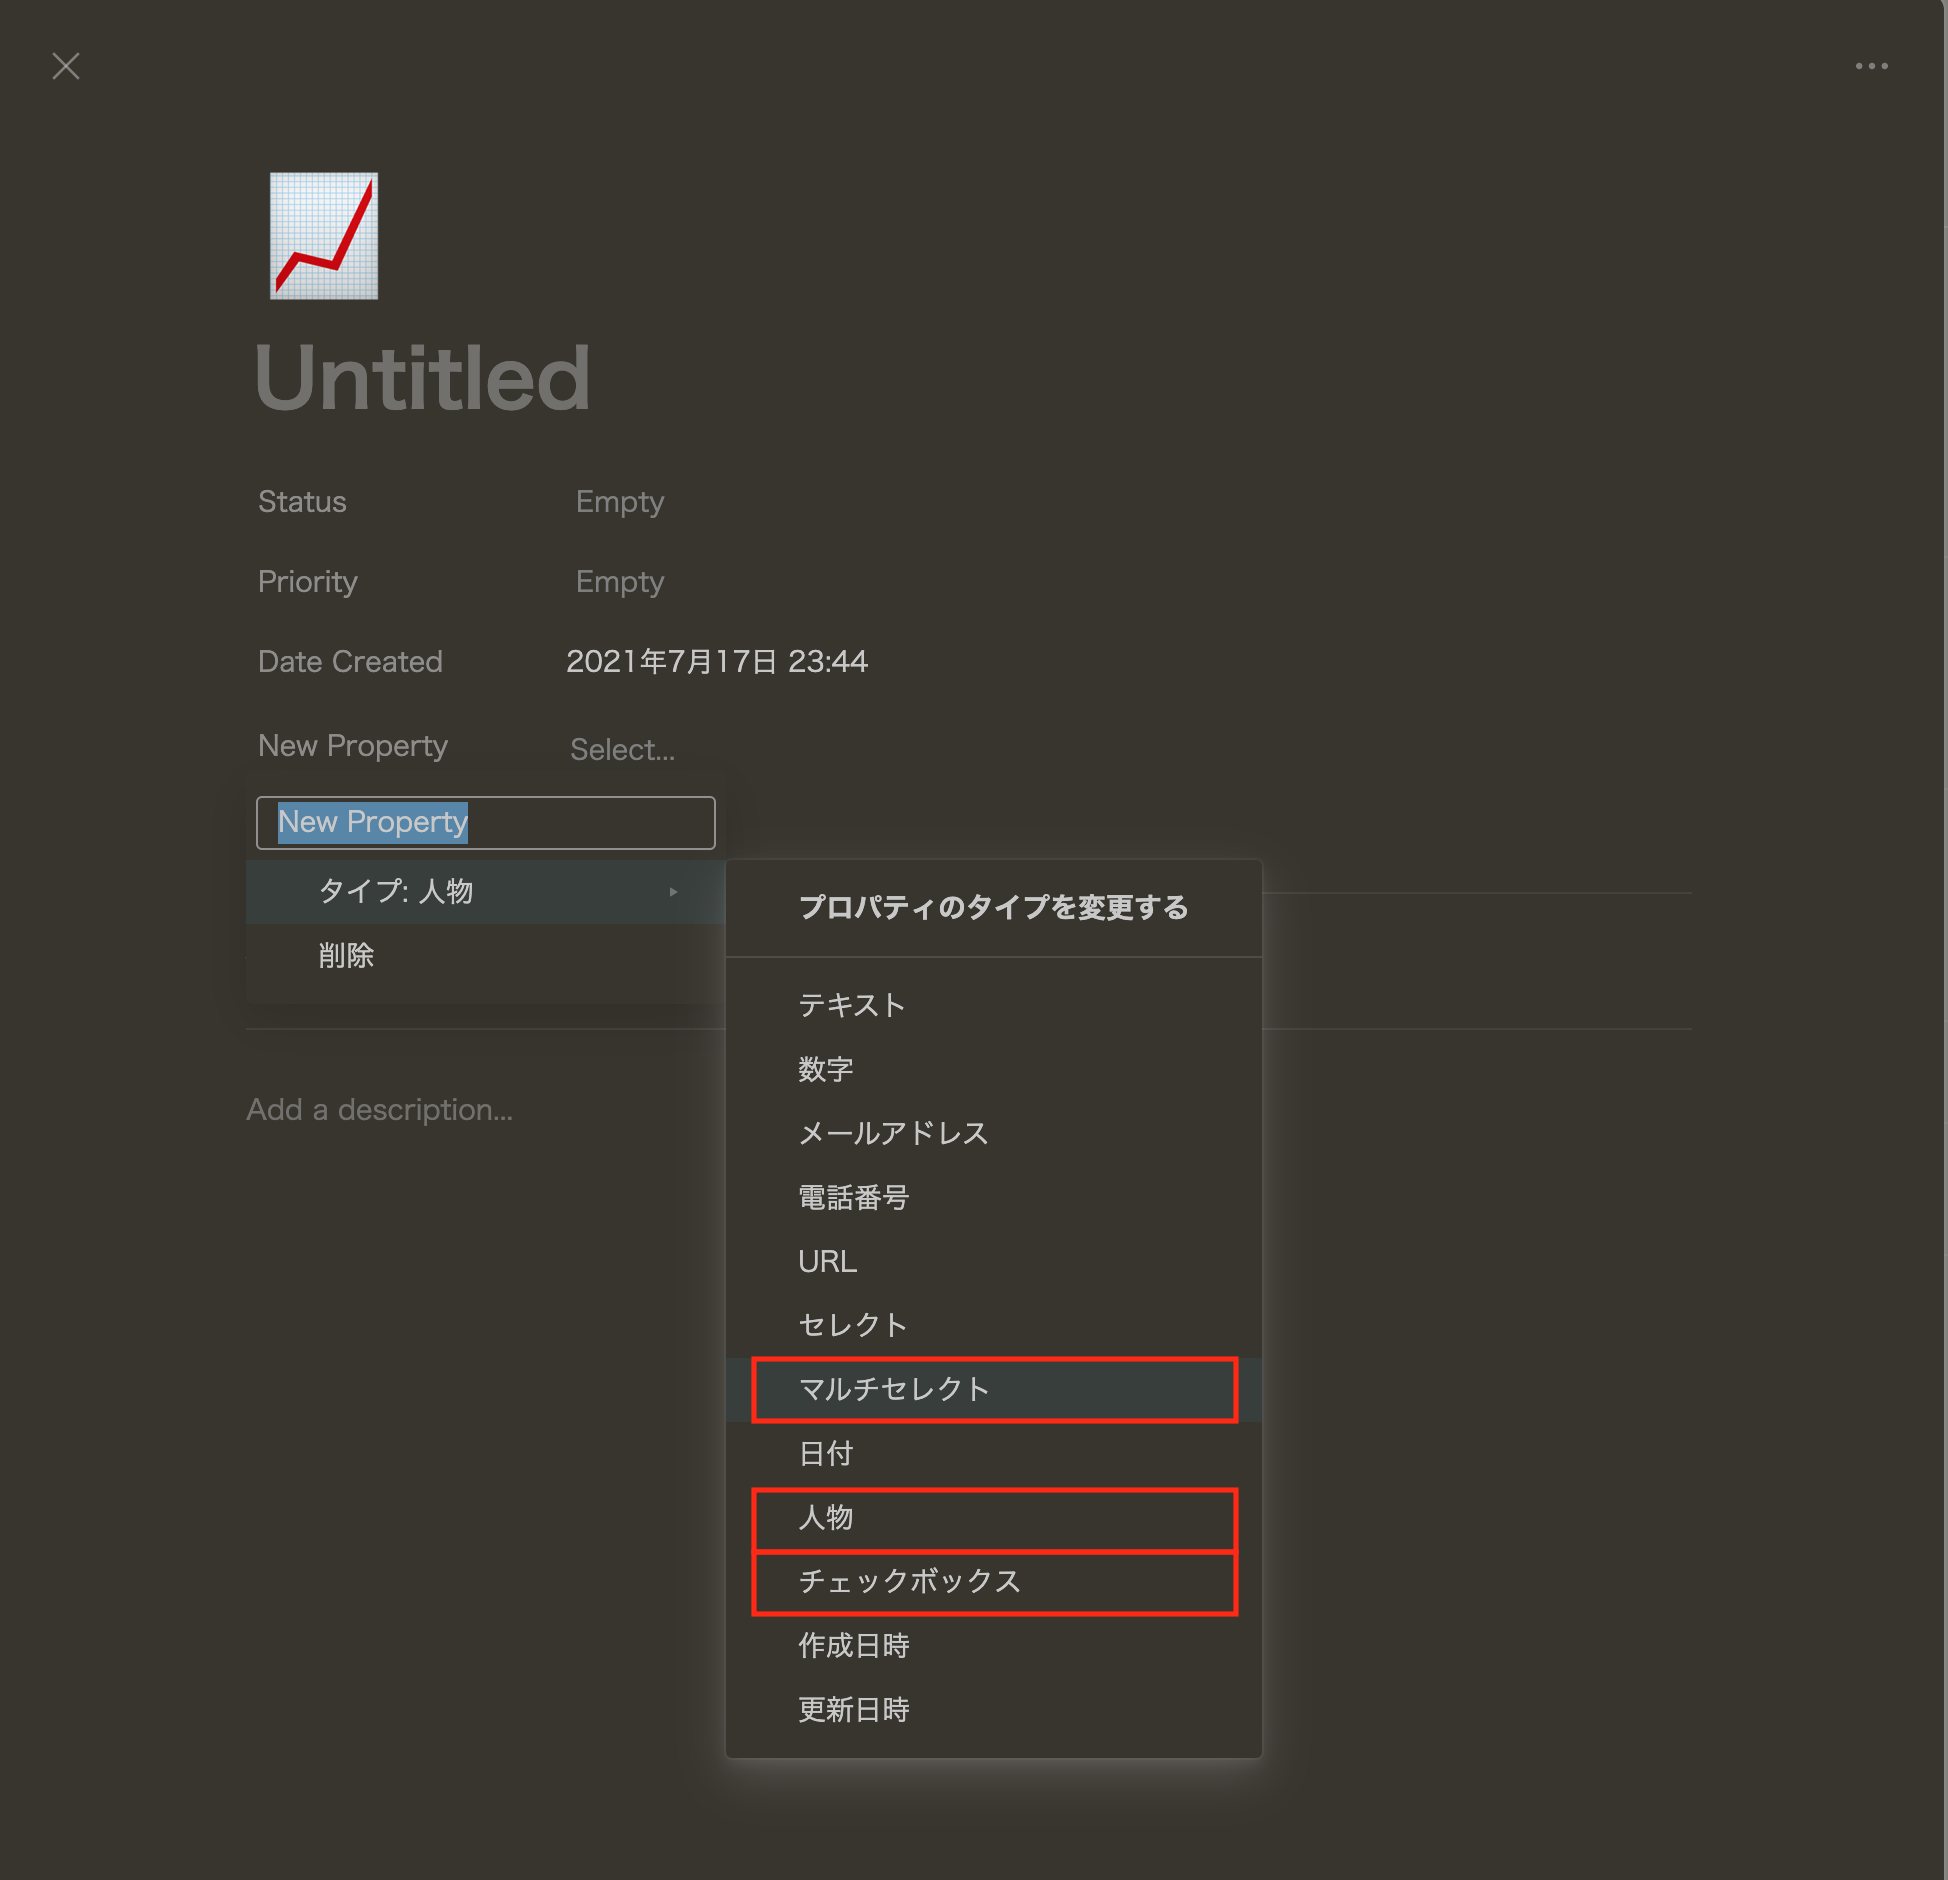 Untitled
Status Empty
Priority Empty
Date Created 2021年7月17日 23:44
New Property Select...
New Property
タイプ: 人物
削除
プロパティのタイプを変更する
テキスト
数字
メールアドレス
電話番号
URL
セレクト
マルチセレクト
日付
人物
チェックボックス
作成日時
更新日時
Add a description...